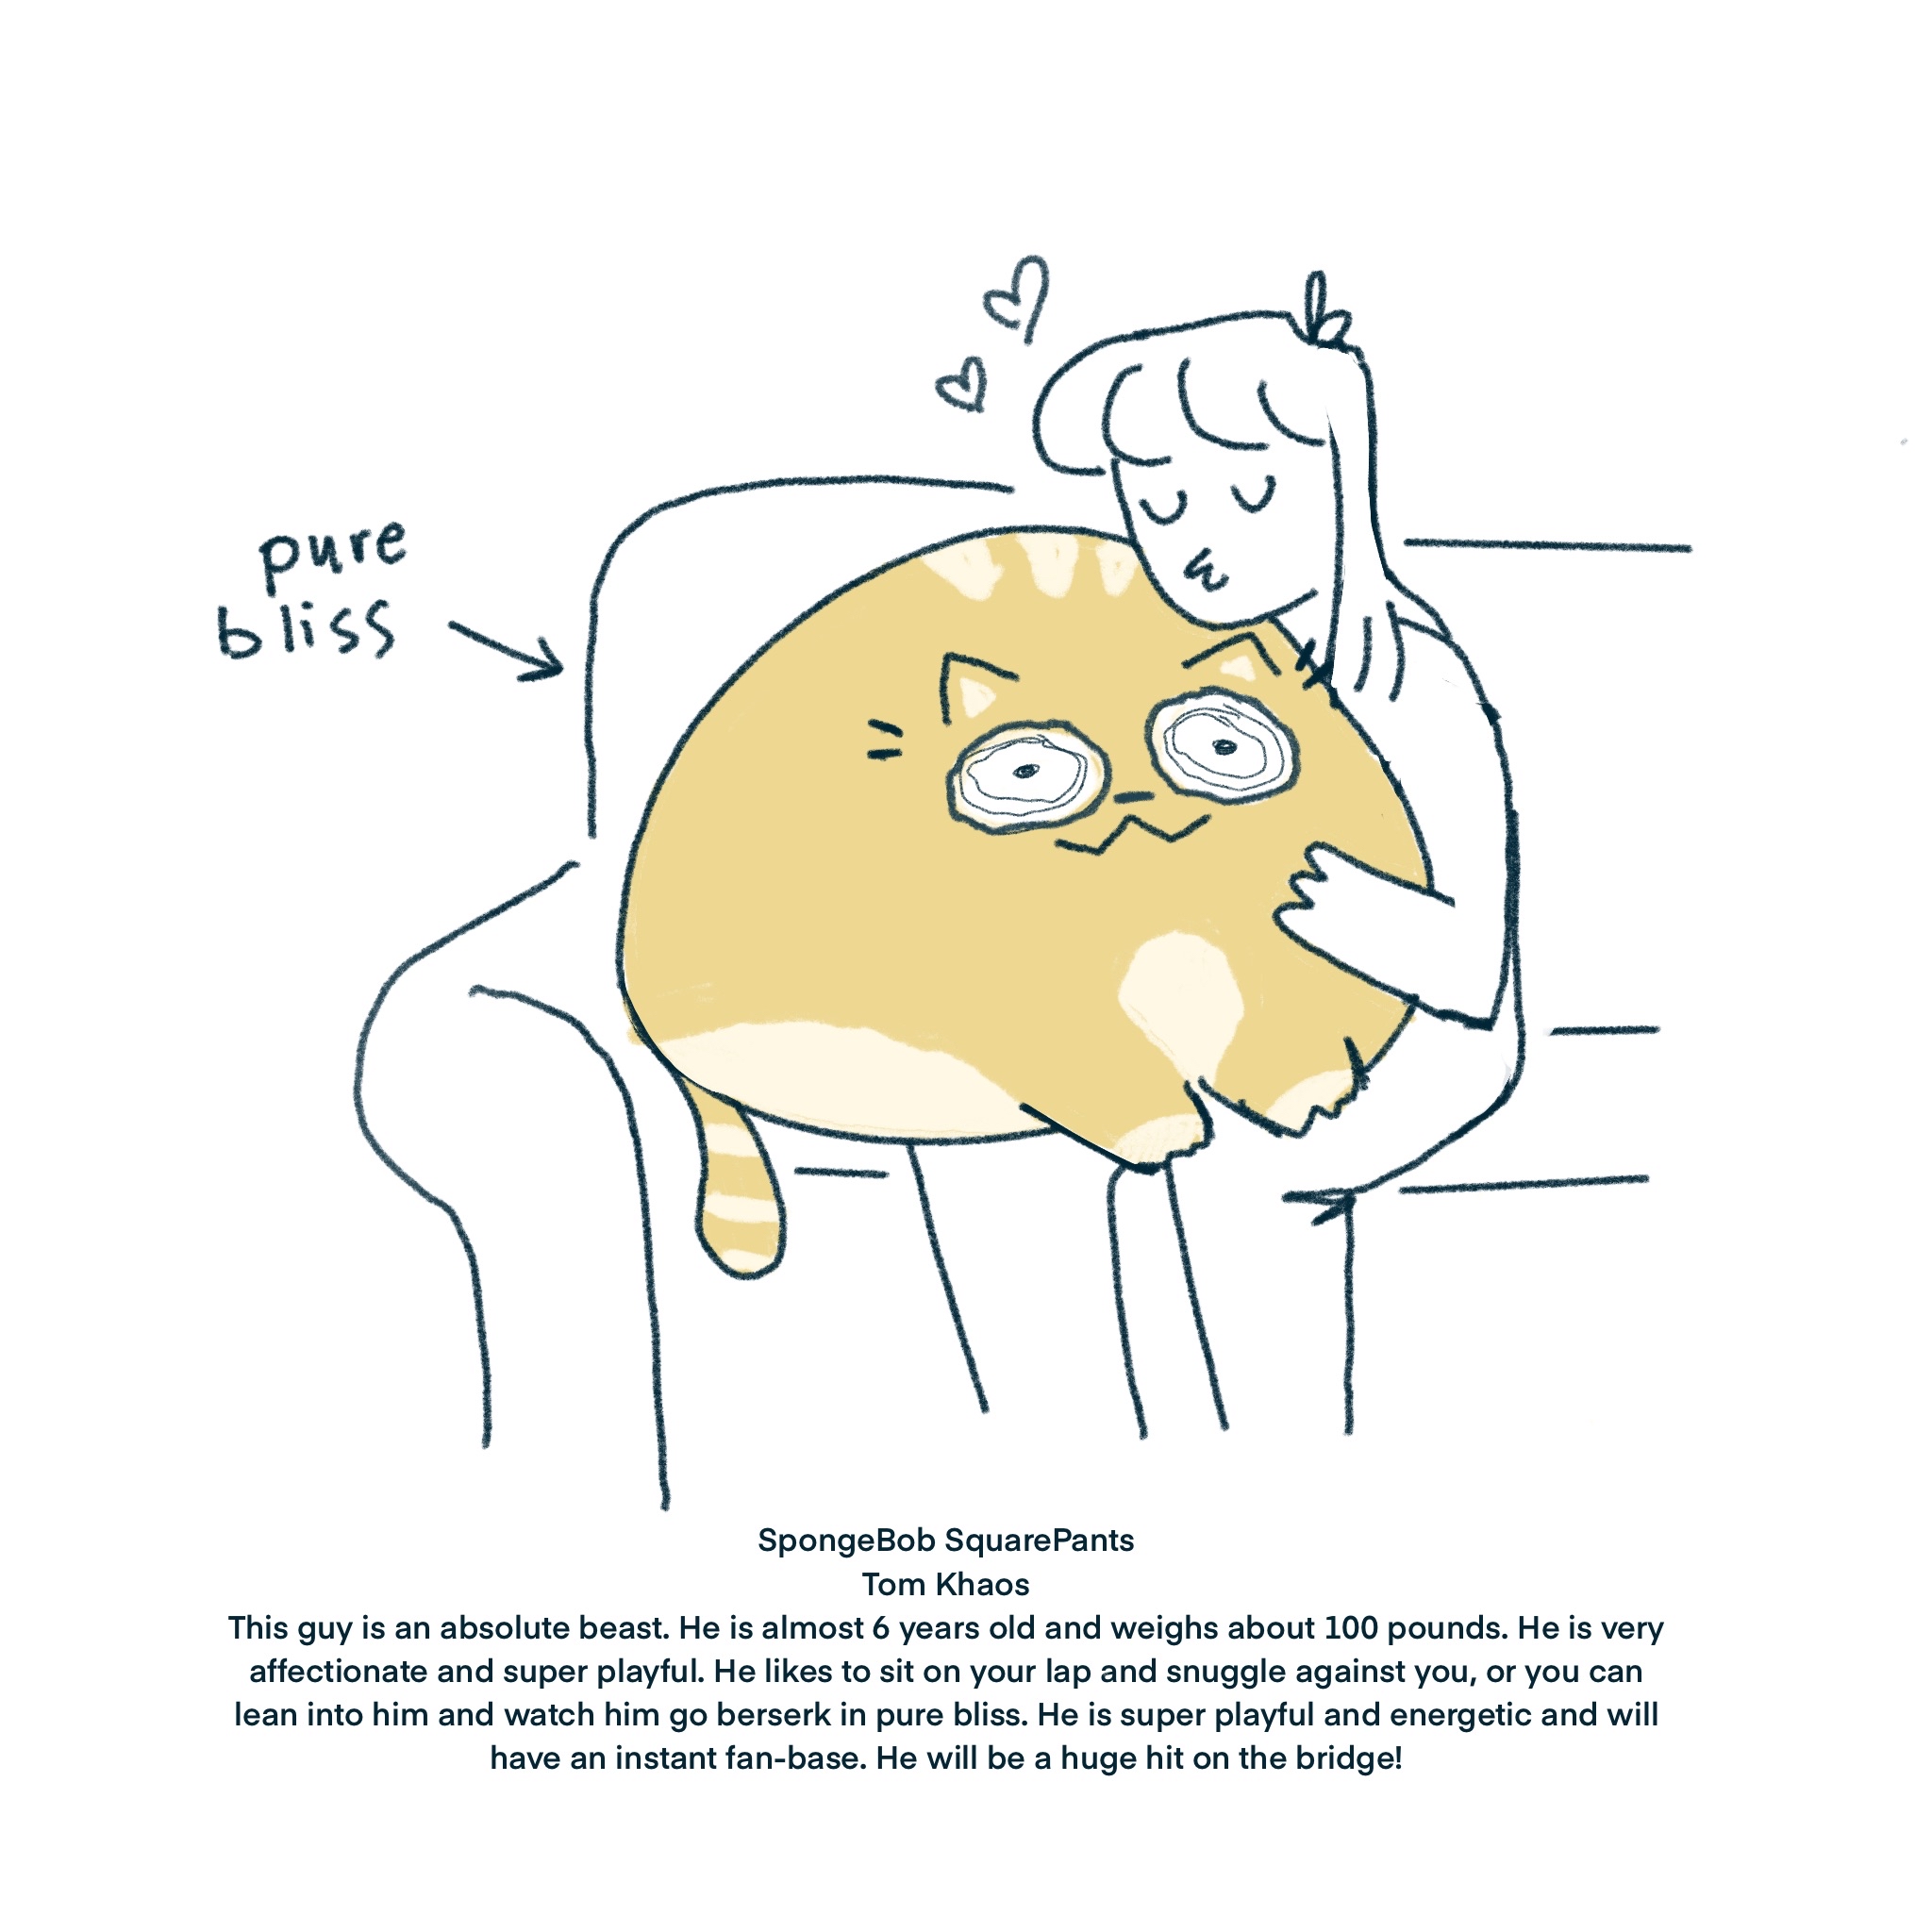 pure
bliss
SpongeBob SquarePants
Tom Khaos
This guy is an absolute beast. He is almost 6 years old and weighs about 100 pounds. He is very
affectionate and super playful. He likes to sit on your lap and snuggle against you, or you can
lean into him and watch him go berserk in pure bliss. He is super playful and energetic and will
have an instant fan-base. He will be a huge hit on the bridge!